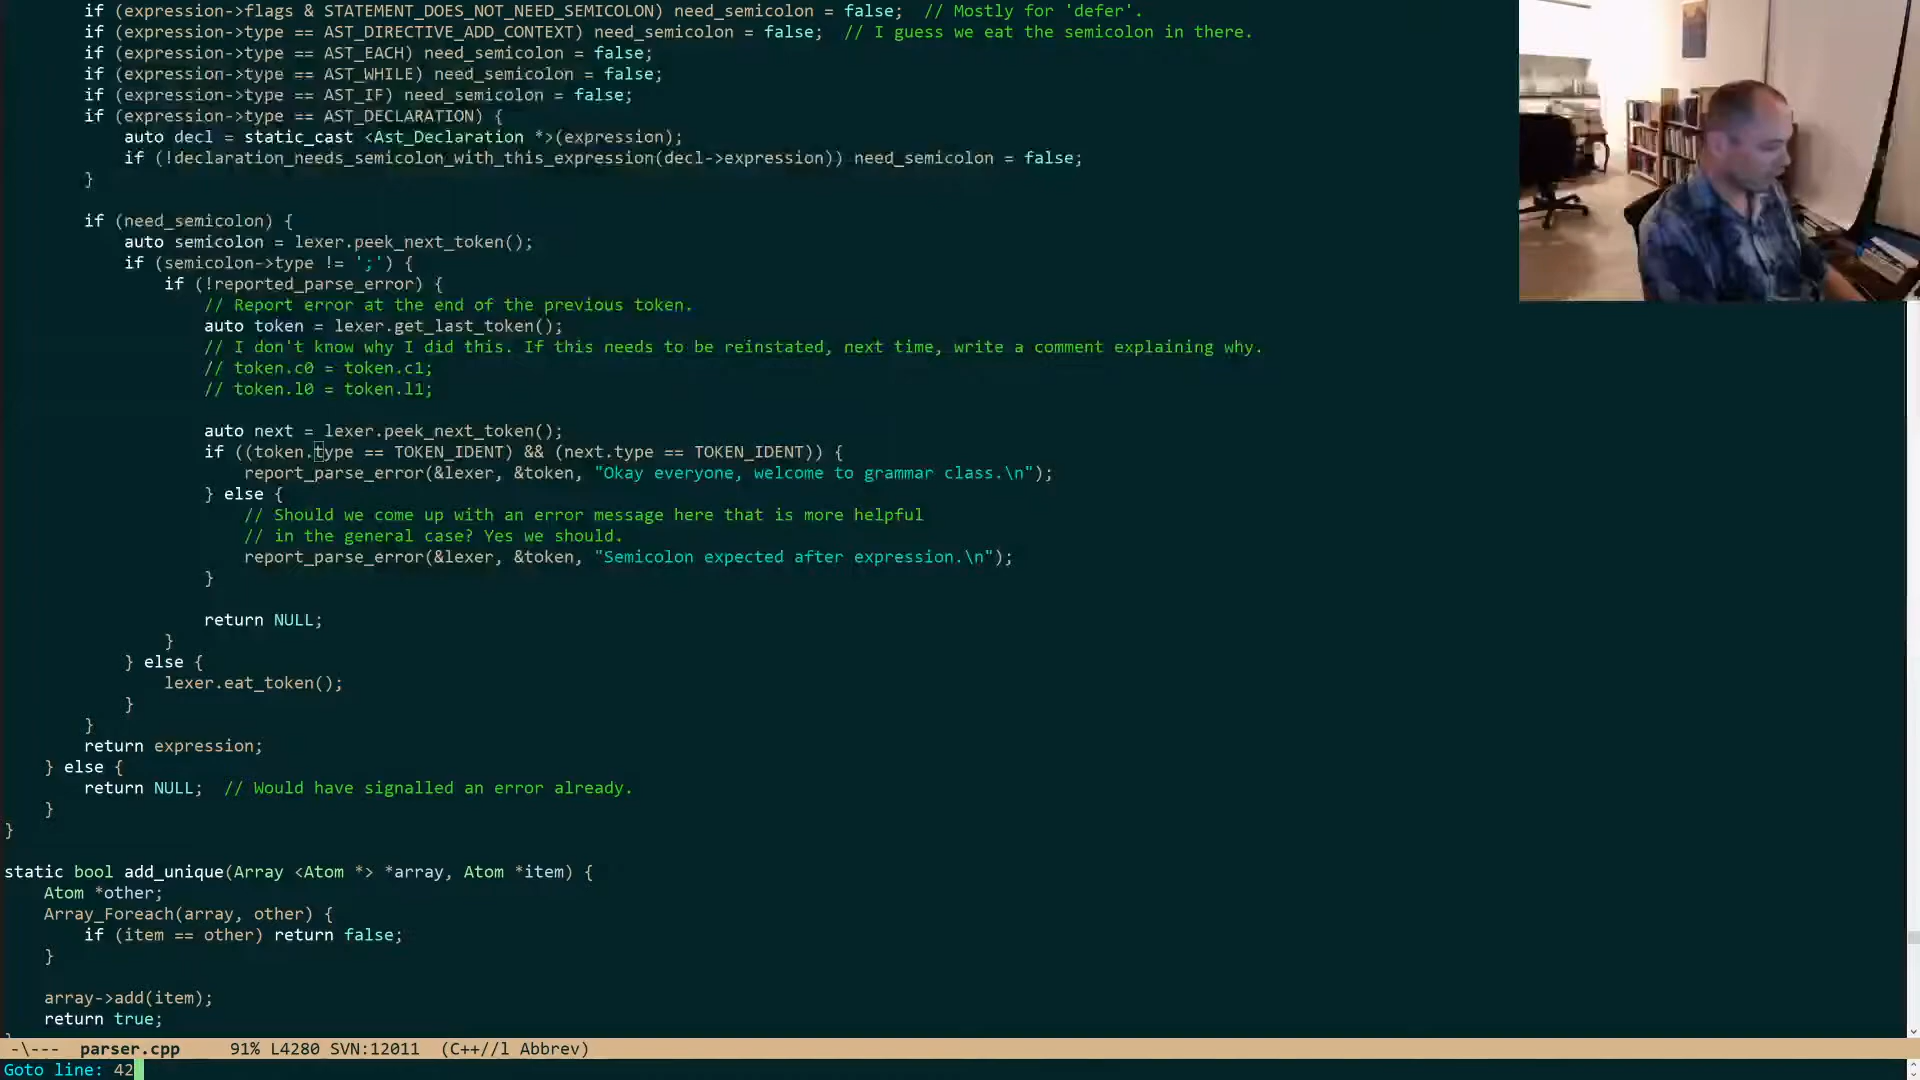 if (expression->flags & STATEMENT_DOES_NOT_NEED_SEMICOLON) need_semicolon = false;  // Mostly for 'defer'.
if (expression->type == AST_DIRECTIVE_ADD_CONTEXT) need_semicolon = false;  // I guess we eat the semicolon in there.
if (expression->type == AST_EACH) need_semicolon = false;
if (expression->type == AST_WHILE) need_semicolon = false;
if (expression->type == AST_IF) need_semicolon = false;
if (expression->type == AST_DECLARATION) {
auto decl = static_cast <Ast_Declaration *>(expression);
if (!declaration_needs_semicolon_with_this_expression(decl->expression)) need_semicolon = false;
}
if (need_semicolon) {
auto semicolon = lexer.peek_next_token();
if (semicolon->type != ';') {
if (!reported_parse_error) {
// Report error at the end of the previous token.
auto token = lexer.get_last_token();
// I don't know why I did this. If this needs to be reinstated, next time, write a comment explaining why.
// token.c0 = token.c1;
// token.l0 = token.l1;
auto next = lexer.peek_next_token();
if ((token.type == TOKEN_IDENT) && (next.type == TOKEN_IDENT)) {
report_parse_error(&lexer, &token, "Okay everyone, welcome to grammar class.\n");
} else {
// Should we come up with an error message here that is more helpful
// in the general case? Yes we should.
report_parse_error(&lexer, &token, "Semicolon expected after expression.\n");
}
return NULL;
}
} else {
lexer.eat_token();
}
}
return expression;
} else {
return NULL;  // Would have signalled an error already.
}
}
static bool add_unique(Array <Atom *> *array, Atom *item) {
Atom *other;
Array_Foreach(array, other) {
if (item == other) return false;
}
array->add(item);
return true;
-\---  parser.cpp     91% L4280 SVN:12011  (C++//l Abbrev)
Goto line: 42